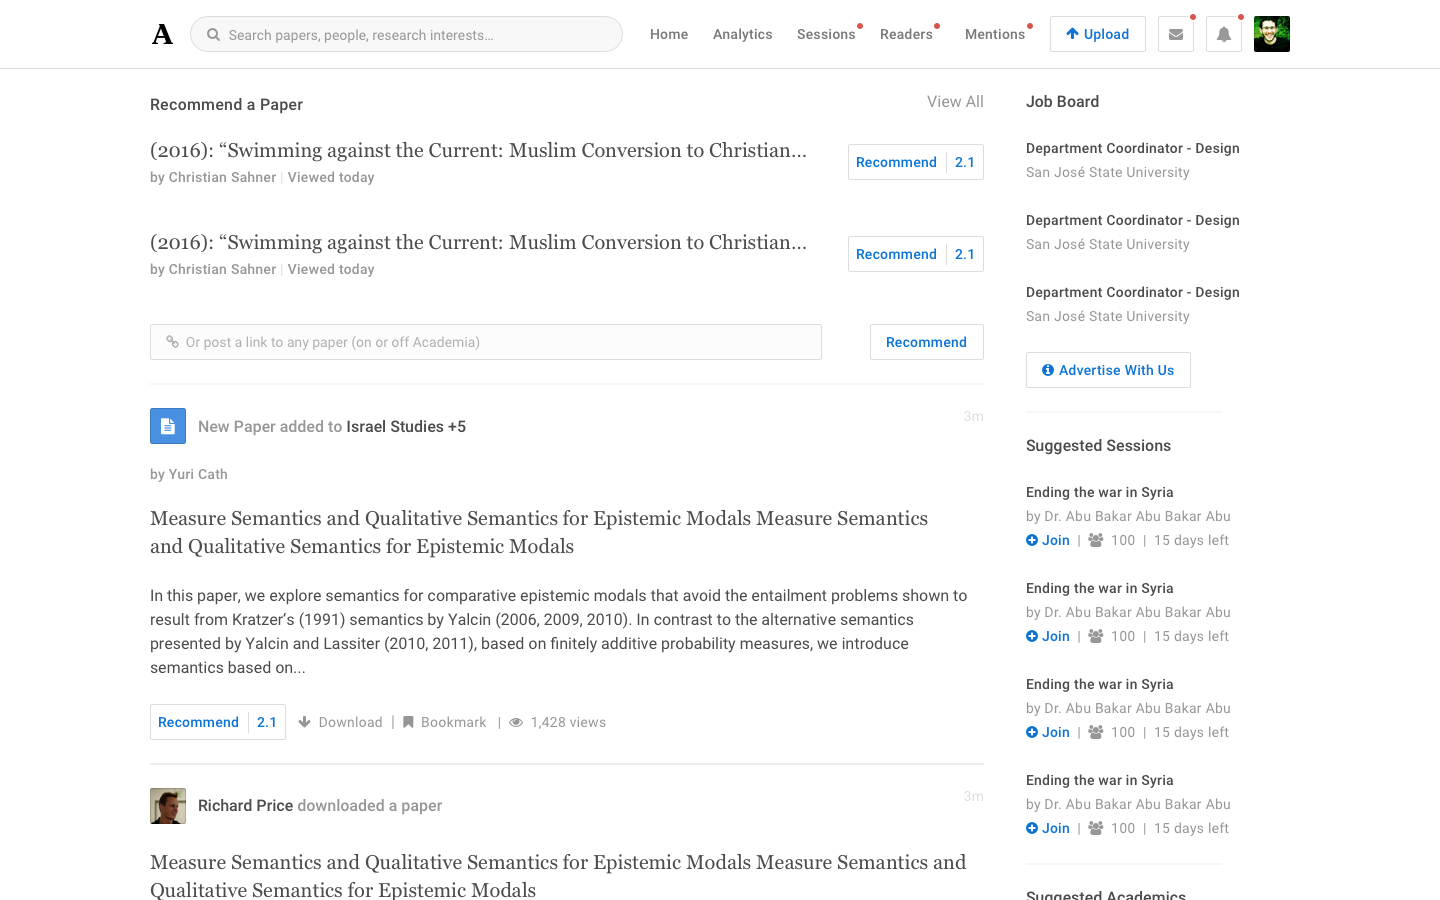 A
Search papers, people, research interests...
Home
Analytics
Sessions
Readers
Mentions
Upload
Recommend a Paper
View All
(2016): “Swimming against the Current: Muslim Conversion to Christian...
by Christian Sahner | Viewed today
Recommend | 2.1
(2016): “Swimming against the Current: Muslim Conversion to Christian...
by Christian Sahner | Viewed today
Recommend | 2.1
Or post a link to any paper (on or off Academia)
Recommend
New Paper added to Israel Studies +5
3m
by Yuri Cath
Measure Semantics and Qualitative Semantics for Epistemic Modals Measure Semantics
and Qualitative Semantics for Epistemic Modals
In this paper, we explore semantics for comparative epistemic modals that avoid the entailment problems shown to
result from Kratzer’s (1991) semantics by Yalcin (2006, 2009, 2010). In contrast to the alternative semantics
presented by Yalcin and Lassiter (2010, 2011), based on finitely additive probability measures, we introduce
semantics based on...
Recommend | 2.1 Download | Bookmark | 1,428 views
Richard Price downloaded a paper
3m
Measure Semantics and Qualitative Semantics for Epistemic Modals Measure Semantics and
Qualitative Semantics for Epistemic Modals
Job Board
Department Coordinator - Design
San José State University
Department Coordinator - Design
San José State University
Department Coordinator - Design
San José State University
Advertise With Us
Suggested Sessions
Ending the war in Syria
by Dr. Abu Bakar Abu Bakar Abu
Join | 100 | 15 days left
Ending the war in Syria
by Dr. Abu Bakar Abu Bakar Abu
Join | 100 | 15 days left
Ending the war in Syria
by Dr. Abu Bakar Abu Bakar Abu
Join | 100 | 15 days left
Ending the war in Syria
by Dr. Abu Bakar Abu Bakar Abu
Join | 100 | 15 days left
Suggested Academics